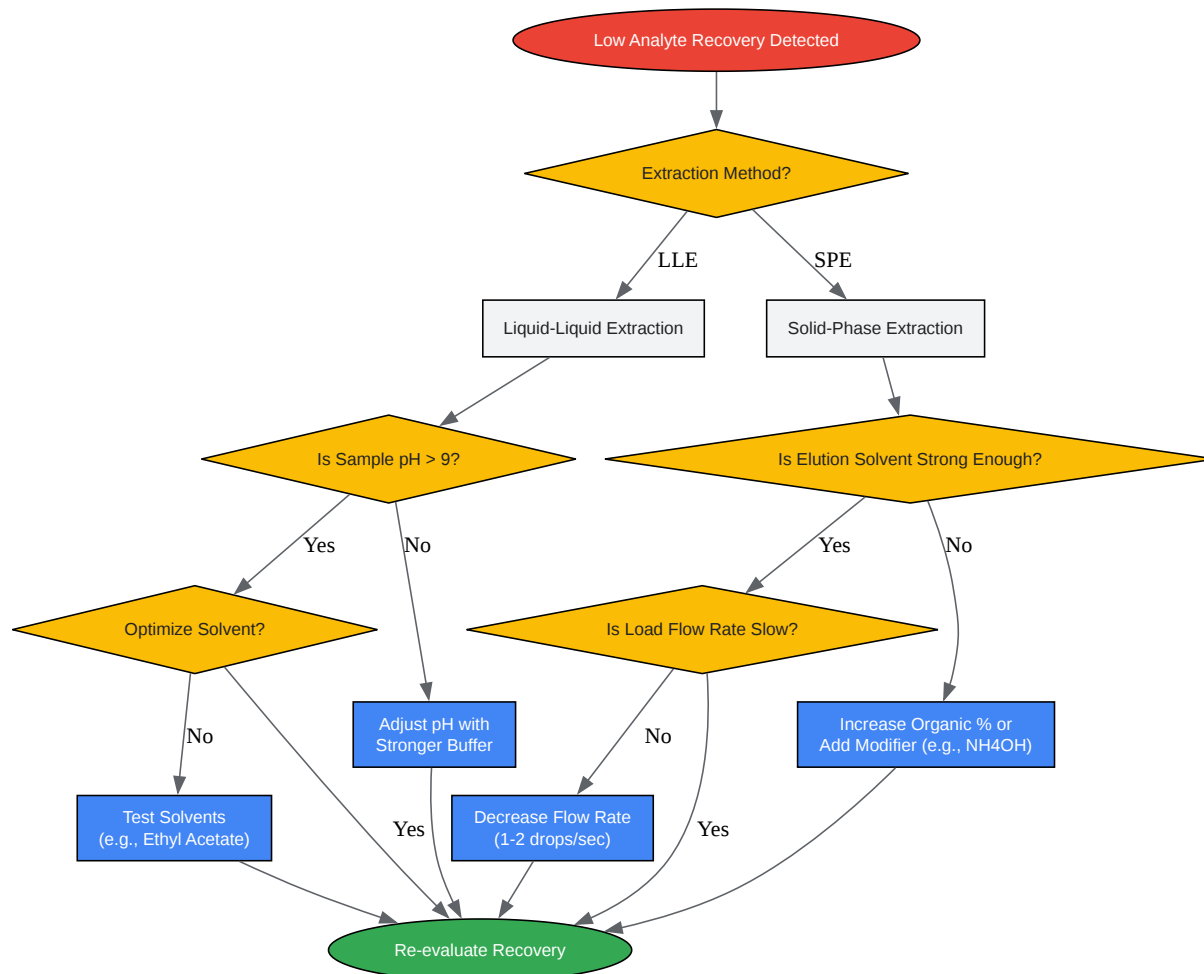 Low Analyte Recovery Detected
Extraction Method?
LLE
SPE
Liquid-Liquid Extraction
Solid-Phase Extraction
Is Sample pH > 9?
Is Elution Solvent Strong Enough?
Yes
No
Yes
No
Optimize Solvent?
Is Load Flow Rate Slow?
No
Adjust pH with
Stronger Buffer
No
Increase Organic % or
Add Modifier (e.g., NH4OH)
Test Solvents
(e.g., Ethyl Acetate)
Yes
Decrease Flow Rate
(1-2 drops/sec)
Yes
Re-evaluate Recovery